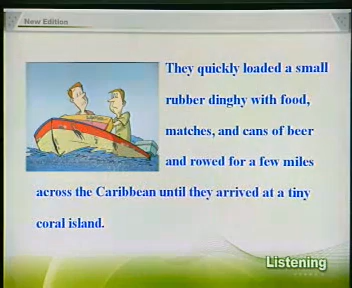 New Edition
They quickly loaded a small
rubber dinghy with food,
matches, and cans of beer
and rowed for a few miles
across the Caribbean until they arrived at a tiny
coral island.
Listening